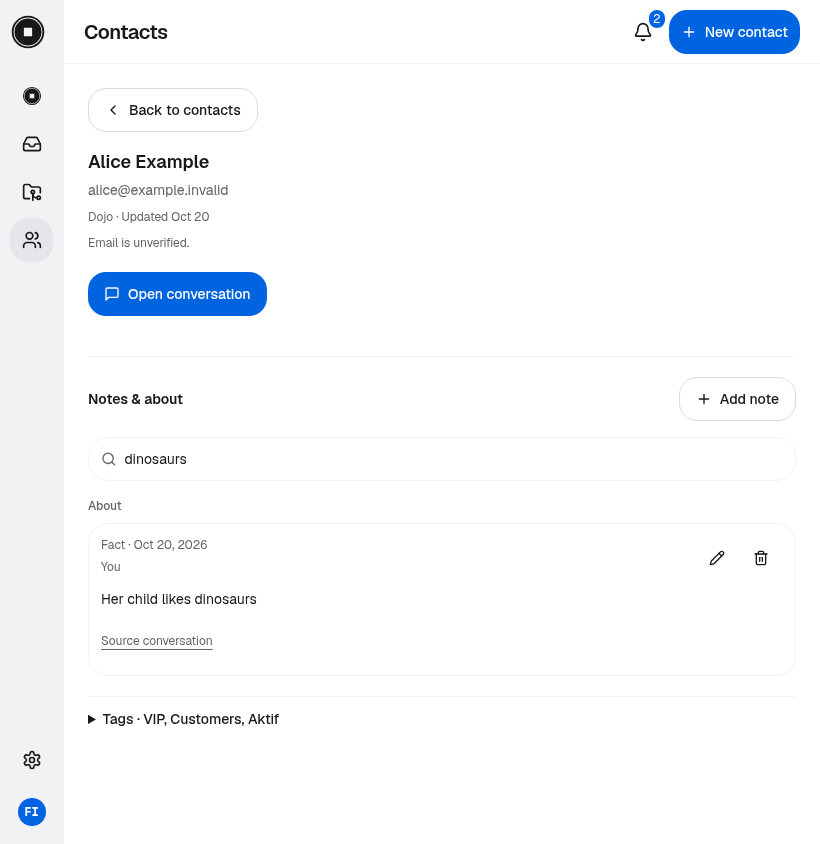 Contacts
2
New contact
Back to contacts
Alice Example
alice@example.invalid
Dojo · Updated Oct 20
Email is unverified.
Open conversation
Notes & about
Add note
dinosaurs
About
Fact · Oct 20, 2026
You
Her child likes dinosaurs
Source conversation
Tags · VIP, Customers, Aktif
FI